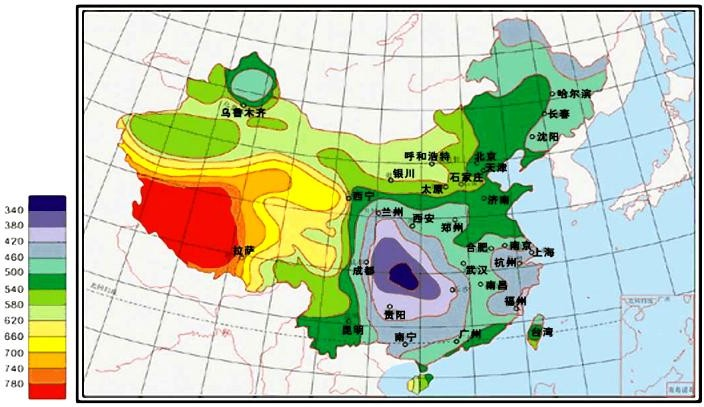 哈尔滨
长春
乌鲁木齐
沈阳
呼和浩特
北京
天津
银川
石家庄
太原
西宁
济南
兰州
西安
郑州
340
380
420
460
500
540
580
620
660
700
740
780
拉萨
合肥
南京
上海
成都
武汉
杭州
南昌
贵阳
福州
昆明
南宁
广州
台湾